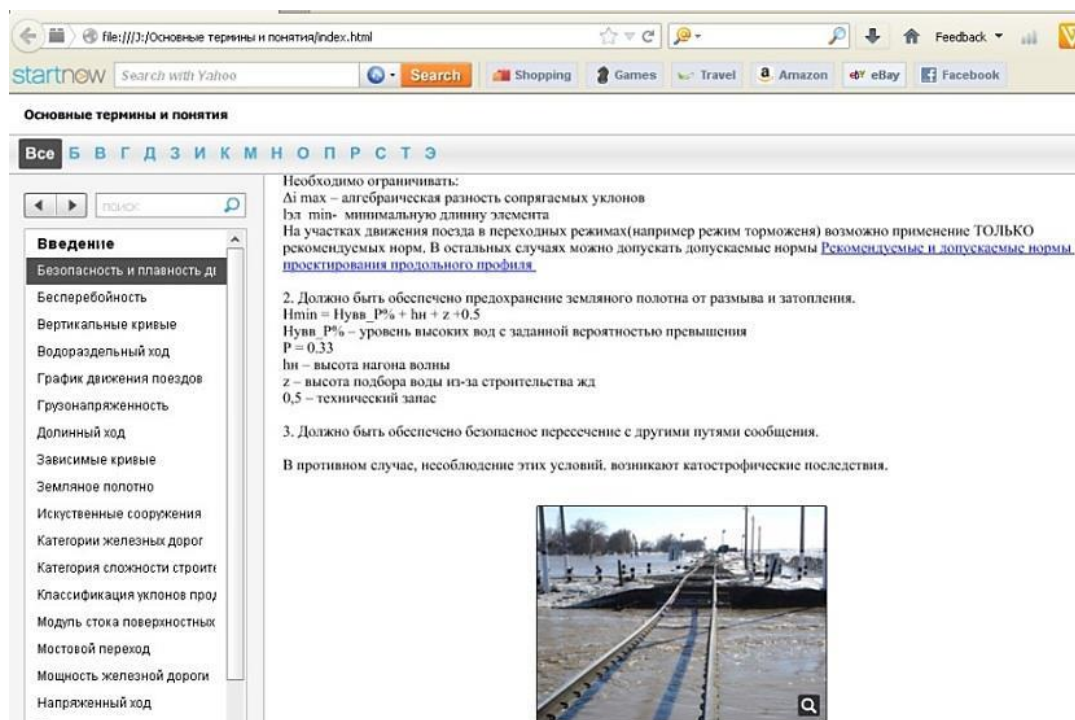 file:///J:/Основные термины и понятия/index.html
Feedback
startnow Search with Yahoo Search Shopping Games Travel Amazon eBay Facebook
Основные термины и понятия
Все Б В Г Д З И К М Н О П Р С Т Э
поиск
Введение
Безопасность и плавность дв
Бесперебойность
Вертикальные кривые
Водораздельный ход
График движения поездов
Грузонапряженность
Долинный ход
Зависимые кривые
Земляное полотно
Искуственные сооружения
Категории железных дорог
Категория сложности строите
Классификация уклонов прод
Модуль стока поверхностных
Мостовой переход
Мощность железной дороги
Напряженный ход
Необходимо ограничивать:
Δi max – алгебраическая разность сопрягаемых уклонов
lэл min- минимальную длинну элемента
На участках движения поезда в переходных режимах(например режим торможеня) возможно применение ТОЛЬКО
рекомендуемых норм. В остальных случаях можно допускать допускаемые нормы Рекомендуемые и допускаемые нормы
проектирования продольного профиля
2. Должно быть обеспечено предохранение земляного полотна от размыва и затопления.
Hmin = Hувв_P% + hн + z +0.5
Hувв_P% – уровень высоких вод с заданной вероятностью превышения
P = 0.33
hн – высота нагона волны
z – высота подбора воды из-за строительства жд
0,5 – технический запас
3. Должно быть обеспечено безопасное пересечение с другими путями сообщения.
В противном случае, несоблюдение этих условий. возникают катострофические последствия.